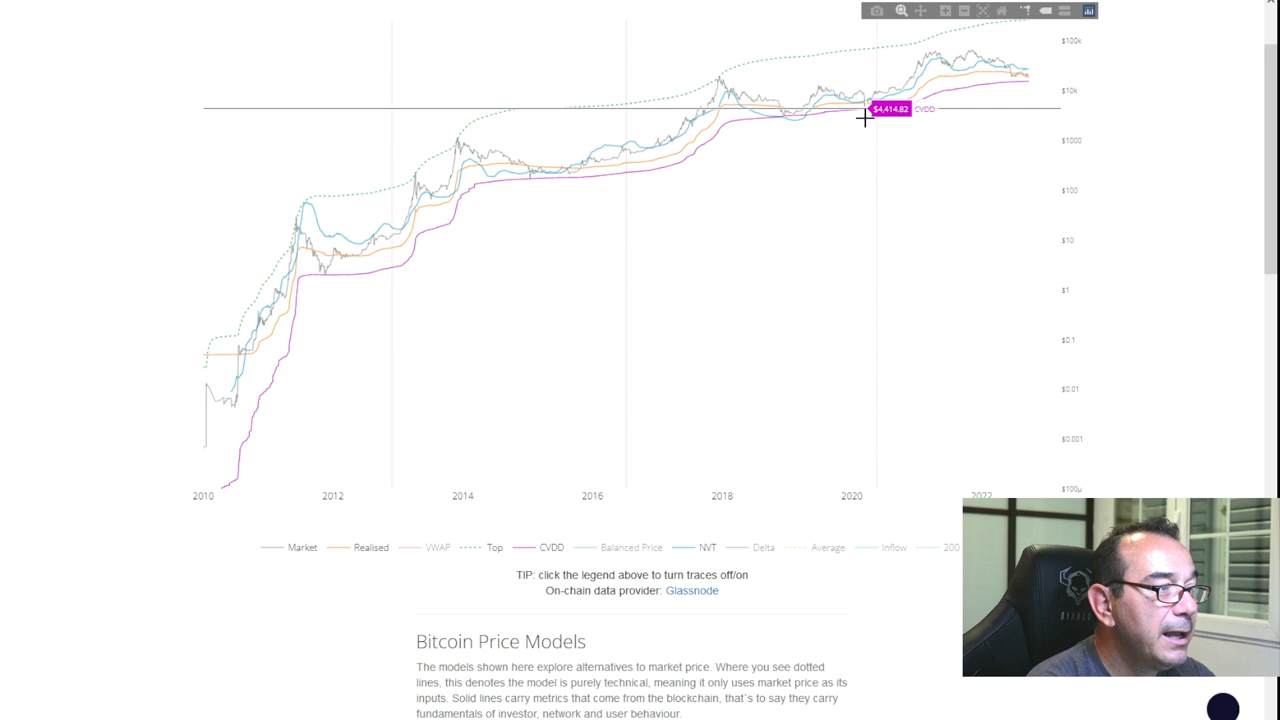 $100k
$10k
$4,414.82 CVDD
$1000
$100
$10
$1
$0.1
$0.01
$0.001
$100µ
2010 2012 2014 2016 2018 2020 2022
Market Realised VWAP Top CVDD Balanced Price NVT Delta Average Inflow 200
TIP: click the legend above to turn traces off/on
On-chain data provider: Glassnode
Bitcoin Price Models
The models shown here explore alternatives to market price. Where you see dotted
lines, this denotes the model is purely technical, meaning it only uses market price as its
inputs. Solid lines carry metrics that come from the blockchain, that's to say they carry
fundamentals of investor, network and user behaviour.